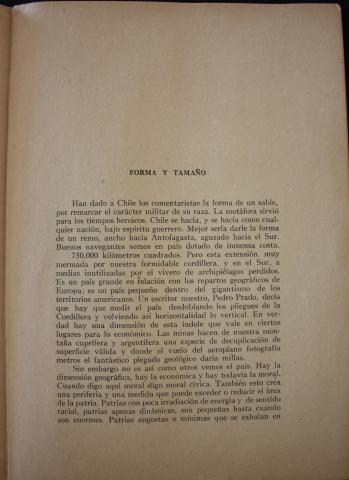 FORMA Y TAMAÑO
Han dado a Chile los comentaristas la forma de un sable,
por remarcar el carácter militar de su raza. La metáfora sirvió
para los tiempos heroicos. Chile se hacía, y se hacía como cual-
quier nación, bajo espíritu guerrero. Mejor sería darle la forma
de un remo, ancho hacia Antofagasta, aguzado hacia el Sur.
Buenos navegantes somos en país dotado de inmensa costa.
750,000 kilómetros cuadrados. Pero esta extensión, muy
mermada por nuestra formidable cordillera, y en el Sur, a
medias inutilizadas por el vivero de archipiélagos perdidos.
Es un país grande en relación con los repartos geográficos de
Europa; es un país pequeño dentro del gigantismo de los
territorios americanos. Un escritor nuestro, Pedro Prado, decía
que hay que medir el país desdoblando los pliegues de la
Cordillera y volviendo así horizontalidad lo vertical. En ver-
dad hay una dimensión de esta índole que vale en ciertos
lugares para lo económico. Las minas hacen de nuestra mon-
taña cuprífera y argentífera una especie de decuplicación de
superficie válida y donde el vuelo del aeroplano fotografía
metros el fantástico plegado geológico daría millas.
Sin embargo no es así como otros vemos el país. Hay la
dimensión geográfica, hay la económica y hay todavía la moral.
Cuando digo aquí moral digo moral cívica. También esto crea
una periferia y una medida que puede exceder o reducir el área
de la patria. Patrias con poca irradiación de energía y de sentido
racial, patrias apenas dinámicas, son pequeñas hasta cuando
son enormes. Patrias angostas o mínimas que se exhalan en